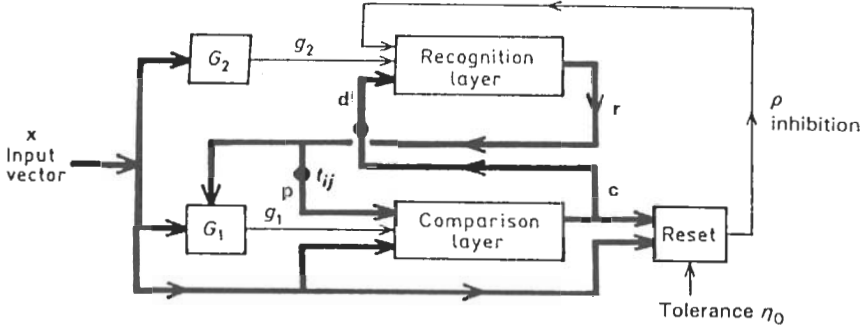 G₂
g₂
Recognition
layer
d
r
ρ
inhibition
x
Input
vector
p
tᵢⱼ
c
G₁
g₁
Comparison
layer
Reset
Tolerance η₀